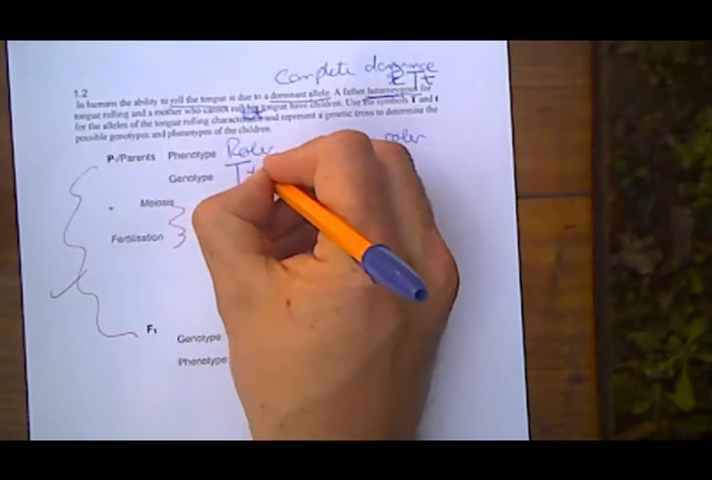 Complete
Tt
1.2
In humans the ability to roll the tongue is due to a dominant allele. A father heterozygous for
tongue rolling and a mother who cannot roll her tongue have children. Use the symbols T and t
for the alleles of the tongue rolling and represent a genetic cross to determine the
possible genotypes and phenotypes of the children.
P1/Parents Phenotype Roller
Genotype Tt
Meiosis
Fertilisation
F1
Genotype
Phenotype